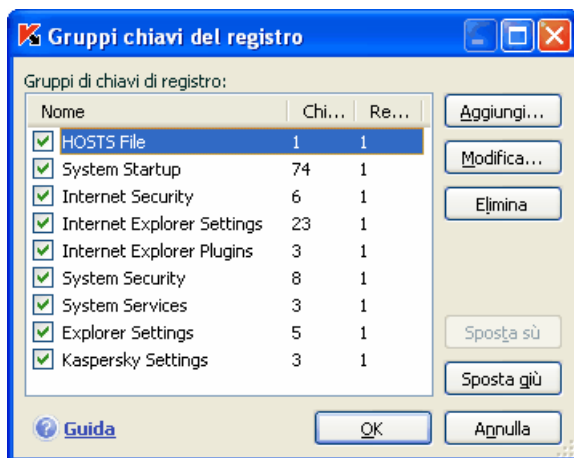 Gruppi chiavi del registro
Gruppi di chiavi di registro:
Nome Chi... Re...
HOSTS File 1 1
System Startup 74 1
Internet Security 6 1
Internet Explorer Settings 23 1
Internet Explorer Plugins 3 1
System Security 8 1
System Services 3 1
Explorer Settings 5 1
Kaspersky Settings 3 1
Aggiungi...
Modifica...
Elimina
Sposta sù
Sposta giù
Guida
OK
Annulla